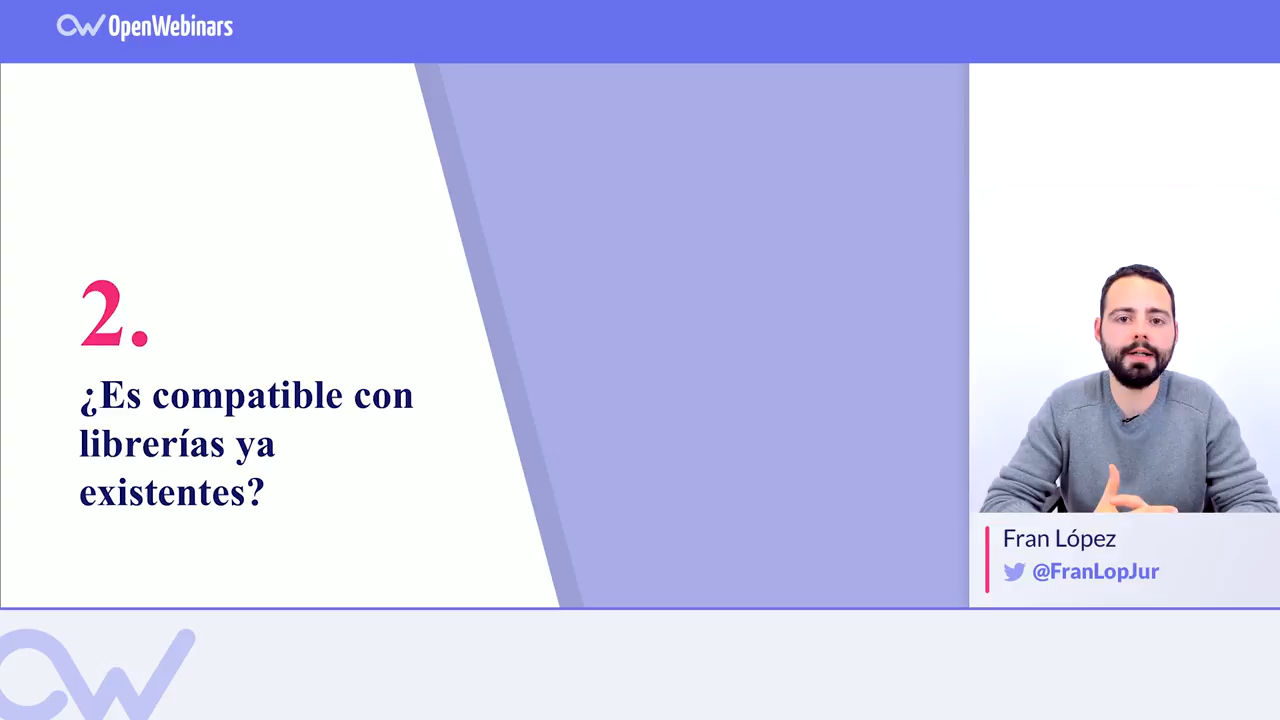 OpenWebinars
2.
¿Es compatible con
librerías ya
existentes?
Fran López
@FranLopJur